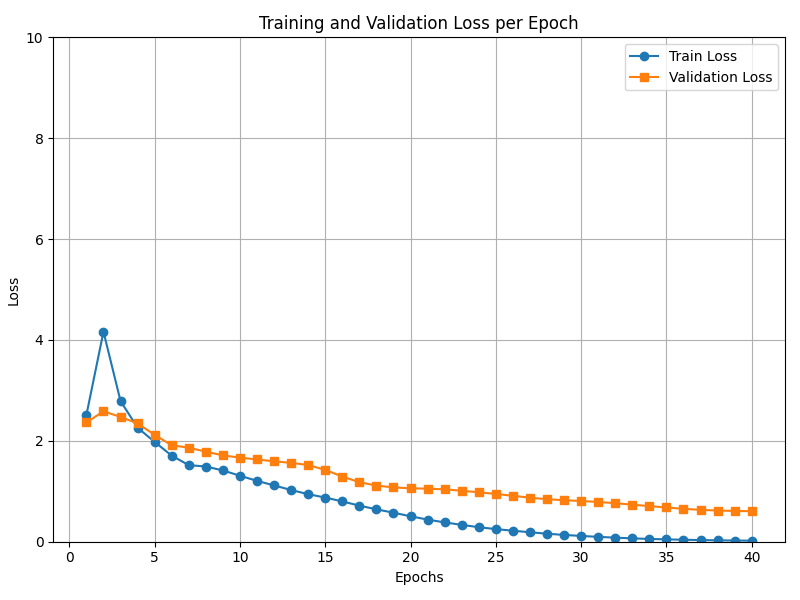 Training and Validation Loss per Epoch
Train Loss
Validation Loss
10
8
6
4
2
0
Loss
0 5 10 15 20 25 30 35 40
Epochs